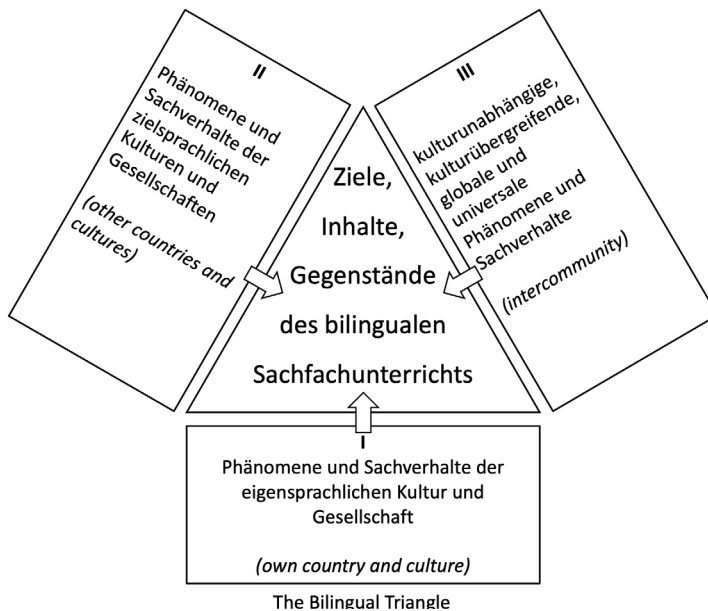 II
Phänomene und
Sachverhalte der
zielsprachlichen
Kulturen und
Gesellschaften
(other countries and
cultures)
III
kulturunabhängige,
kulturübergreifende,
globale und
universale
Phänomene und
Sachverhalte
(intercommunity)
Ziele,
Inhalte,
Gegenstände
des bilingualen
Sachfachunterrichts
I
Phänomene und Sachverhalte der
eigensprachlichen Kultur und
Gesellschaft
(own country and culture)
The Bilingual Triangle